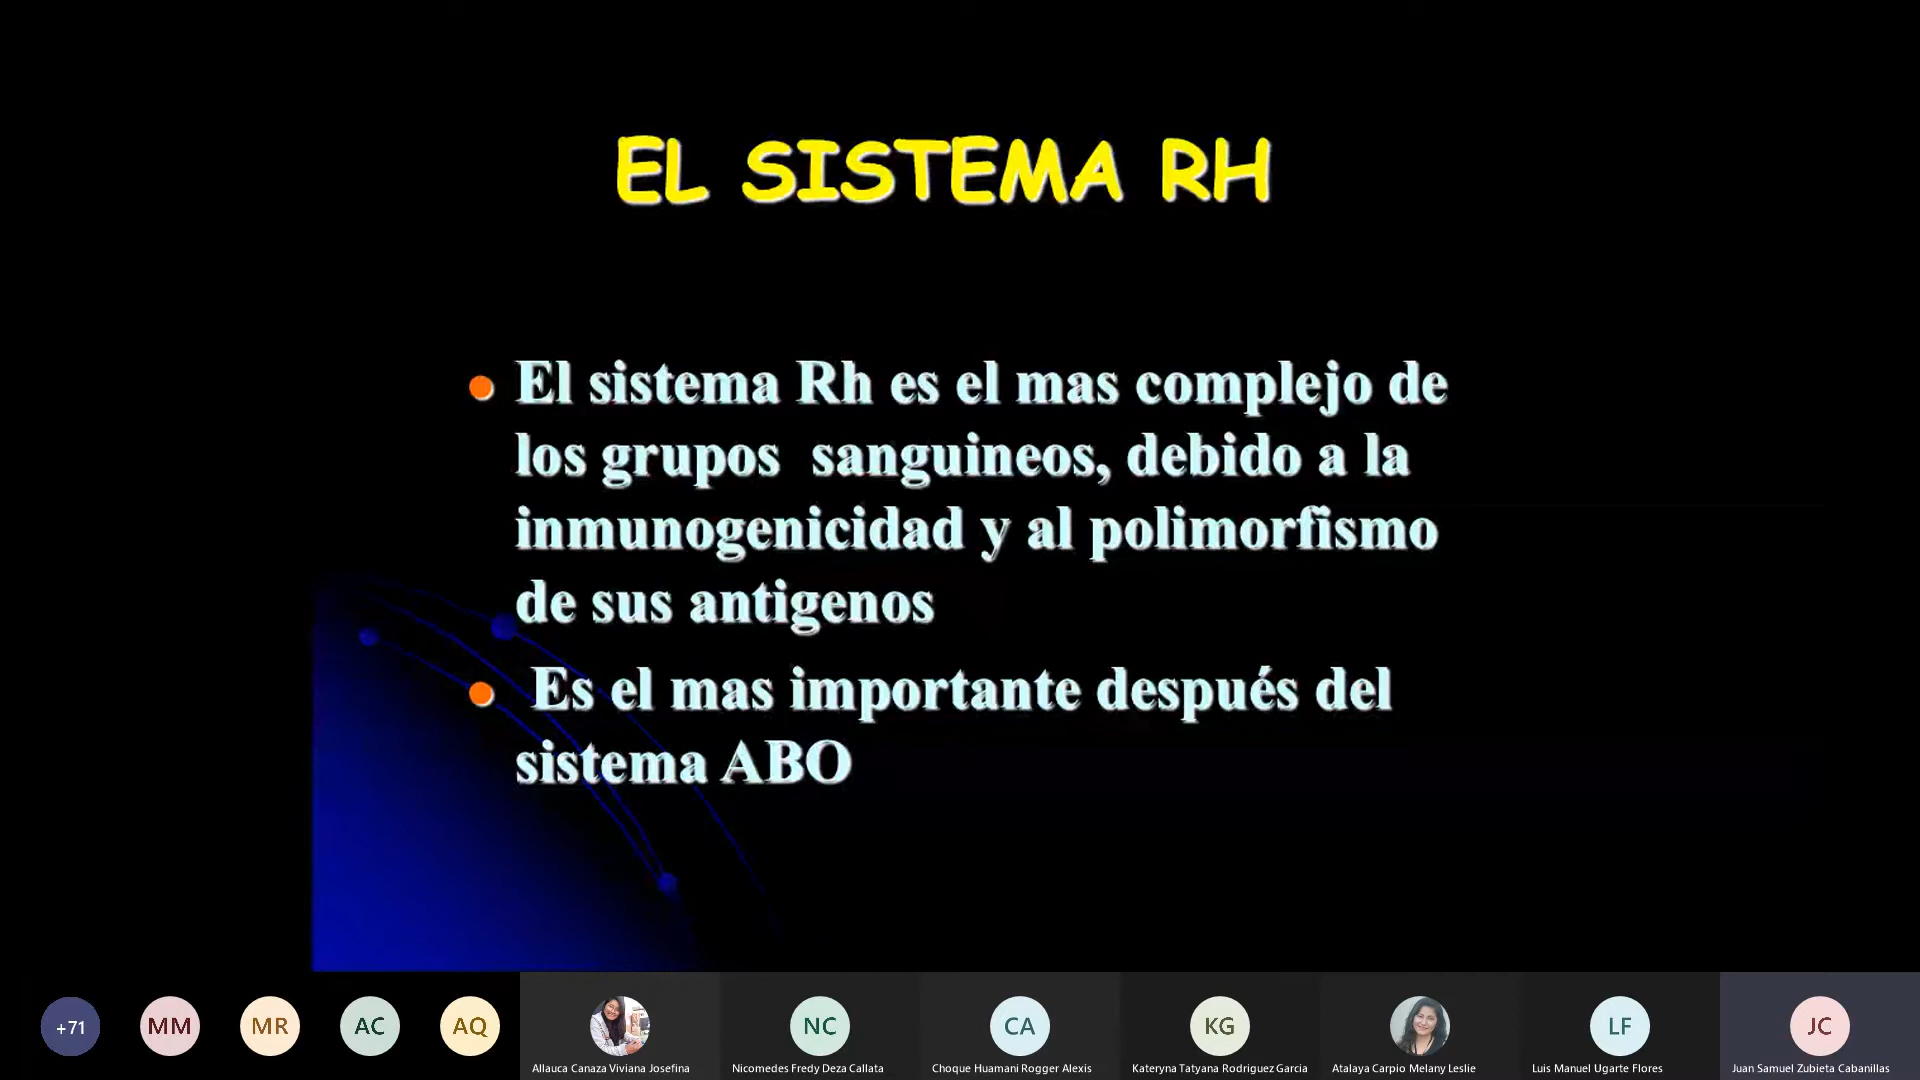 EL SISTEMA RH
El sistema Rh es el mas complejo de
los grupos sanguineos, debido a la
inmunogenicidad y al polimorfismo
de sus antigenos
Es el mas importante después del
sistema ABO
+71
MM
MR
AC
AQ
NC
CA
KG
LF
JC
Allauca Canaza Viviana Josefina
Nicomedes Fredy Deza Callata
Choque Huamani Rogger Alexis
Kateryna Tatyana Rodriguez Garcia
Atalaya Carpio Melany Leslie
Luis Manuel Ugarte Flores
Juan Samuel Zubieta Cabanillas